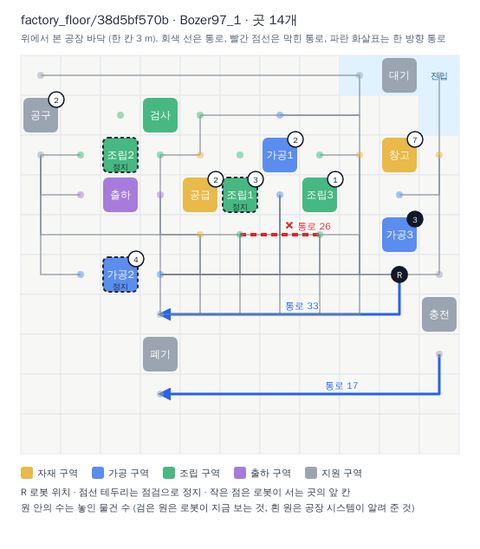 factory_floor/38d5bf570b · Bozer97_1 · 곳 14개
위에서 본 공장 바닥 (한 칸 3 m). 회색 선은 통로, 빨간 점선은 막힌 통로, 파란 화살표는 한 방향 통로
대기
전립
공구
2
검사
조립2
정지
가공1
2
창고
7
출하
공급
2
조립1
정지
3
조립3
1
✖ 통로 26
가공3
3
가공2
정지
4
R
통로 33
충전
폐기
통로 17
자재 구역
가공 구역
조립 구역
출하 구역
지원 구역
R 로봇 위치 · 점선 테두리는 점검으로 정지 · 작은 점은 로봇이 서는 곳의 앞 칸
원 안의 수는 놓인 물건 수 (검은 원은 로봇이 지금 보는 것, 흰 원은 공장 시스템이 알려 준 것)